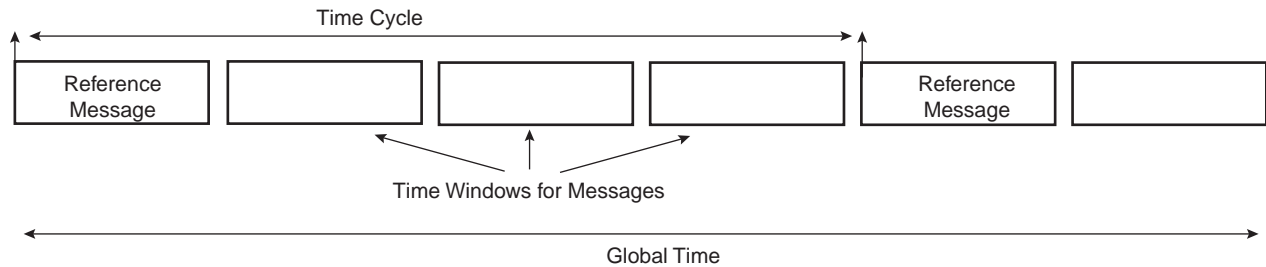 Time Cycle
Reference
Message
Reference
Message
Time Windows for Messages
Global Time